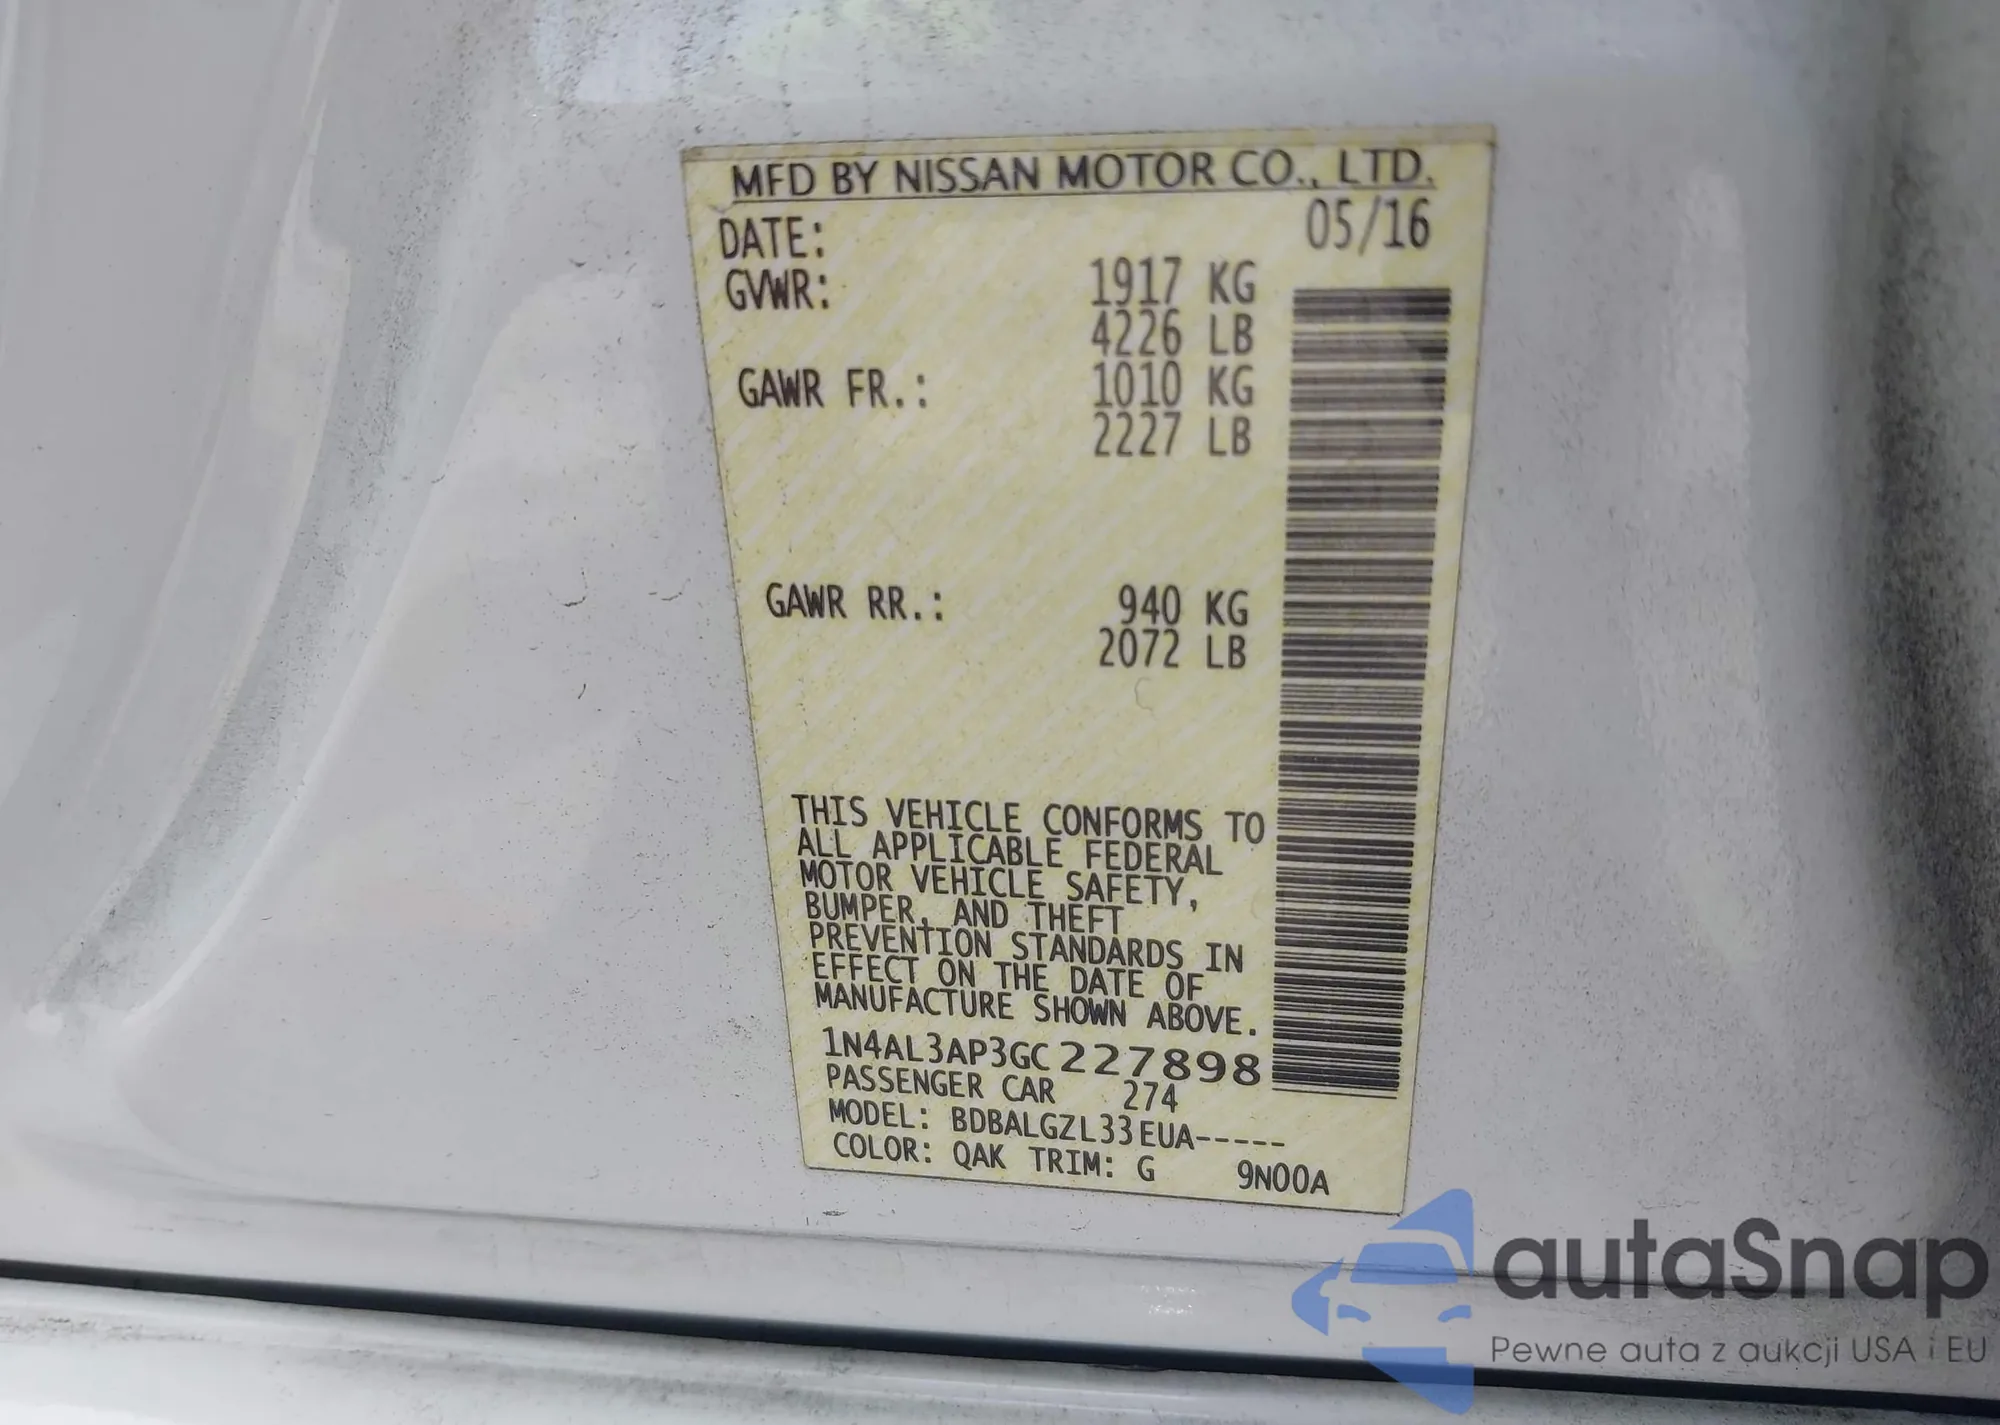 MFD BY NISSAN MOTOR CO., LTD.
DATE: 05/16
GVWR: 1917 KG
4226 LB
GAWR FR.: 1010 KG
2227 LB
GAWR RR.: 940 KG
2072 LB
THIS VEHICLE CONFORMS TO
ALL APPLICABLE FEDERAL
MOTOR VEHICLE SAFETY,
BUMPER, AND THEFT
PREVENTION STANDARDS IN
EFFECT ON THE DATE OF
MANUFACTURE SHOWN ABOVE.
1N4AL3AP3GC227898
PASSENGER CAR 274
MODEL: BDBALGZL33EUA-----
COLOR: QAK TRIM: G 9N00A
autaSnap
Pewne auta z aukcji USA i EU